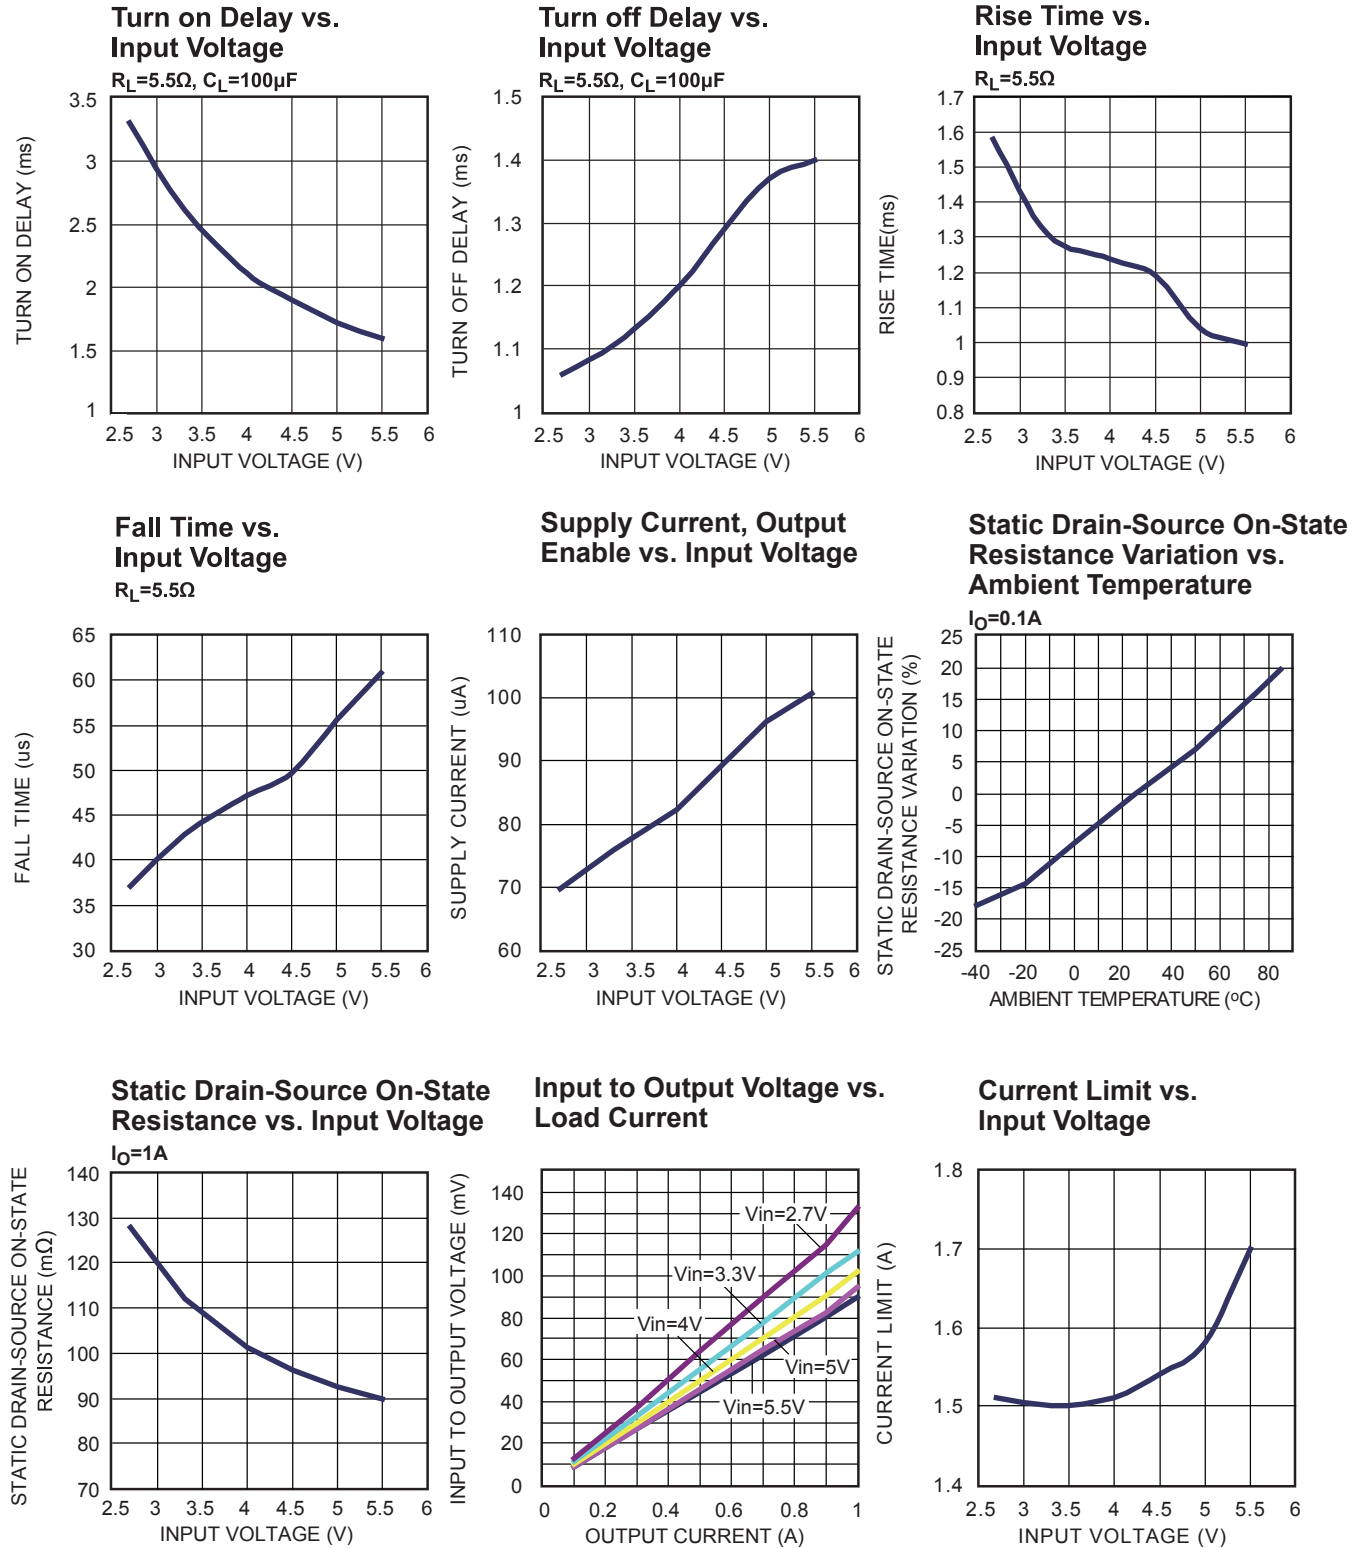 Turn on Delay vs.
Input Voltage
RL=5.5Ω, CL=100µF
3.5
3
2.5
2
1.5
1
TURN ON DELAY (ms)
2.5 3 3.5 4 4.5 5 5.5 6
INPUT VOLTAGE (V)
Turn off Delay vs.
Input Voltage
RL=5.5Ω, CL=100µF
1.5
1.4
1.3
1.2
1.1
1
TURN OFF DELAY (ms)
2.5 3 3.5 4 4.5 5 5.5 6
INPUT VOLTAGE (V)
Rise Time vs.
Input Voltage
RL=5.5Ω
1.7
1.6
1.5
1.4
1.3
1.2
1.1
1
0.9
0.8
RISE TIME(ms)
2.5 3 3.5 4 4.5 5 5.5 6
INPUT VOLTAGE (V)
Fall Time vs.
Input Voltage
RL=5.5Ω
65
60
55
50
45
40
35
30
FALL TIME (us)
2.5 3 3.5 4 4.5 5 5.5 6
INPUT VOLTAGE (V)
Supply Current, Output
Enable vs. Input Voltage
110
100
90
80
70
60
SUPPLY CURRENT (uA)
2.5 3 3.5 4 4.5 5 5.5 6
INPUT VOLTAGE (V)
Static Drain-Source On-State
Resistance Variation vs.
Ambient Temperature
IO=0.1A
25
20
15
10
5
0
-5
-10
-15
-20
-25
STATIC DRAIN-SOURCE ON-STATE
RESISTANCE VARIATION (%)
-40 -20 0 20 40 60 80
AMBIENT TEMPERATURE (ºC)
Static Drain-Source On-State
Resistance vs. Input Voltage
IO=1A
140
130
120
110
100
90
80
70
STATIC DRAIN-SOURCE ON-STATE
RESISTANCE (mΩ)
2.5 3 3.5 4 4.5 5 5.5 6
INPUT VOLTAGE (V)
Input to Output Voltage vs.
Load Current
140
120
100
80
60
40
20
0
INPUT TO OUTPUT VOLTAGE (mV)
Vin=2.7V
Vin=3.3V
Vin=4V
Vin=5V
Vin=5.5V
0 0.2 0.4 0.6 0.8 1
OUTPUT CURRENT (A)
Current Limit vs.
Input Voltage
1.8
1.7
1.6
1.5
1.4
CURRENT LIMIT (A)
2.5 3 3.5 4 4.5 5 5.5 6
INPUT VOLTAGE (V)